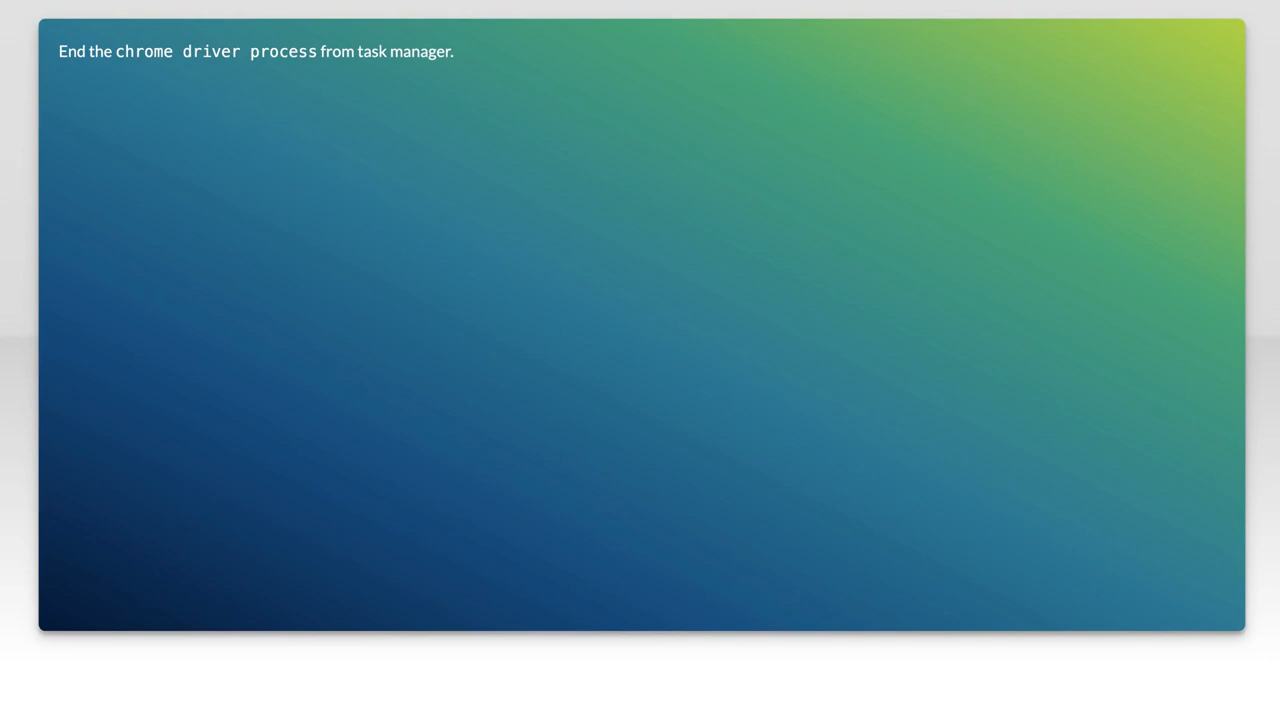 End the chrome driver process from task manager.